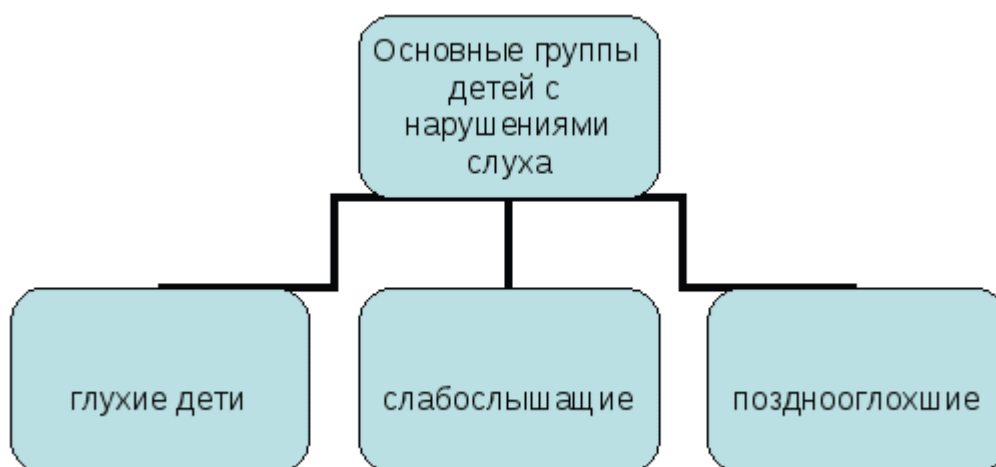 Основные группы
детей с
нарушениями
слуха
глухие дети
слабослышащие
позднооглохшие